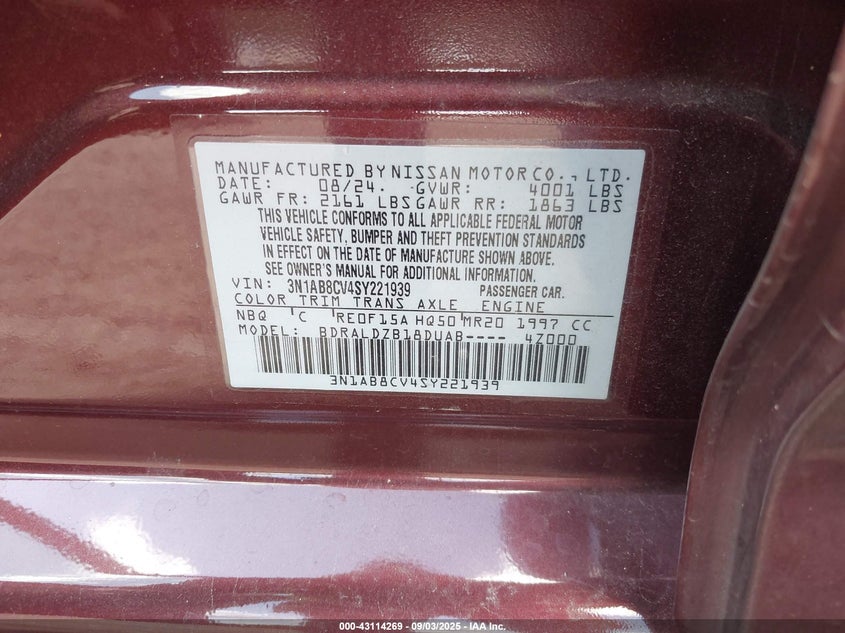 MANUFACTURED BY NISSAN MOTOR CO., LTD.
DATE: 08/24. GVWR: 4001 LBS
GAWR FR: 2161 LBS GAWR RR: 1863 LBS
THIS VEHICLE CONFORMS TO ALL APPLICABLE FEDERAL MOTOR
VEHICLE SAFETY, BUMPER AND THEFT PREVENTION STANDARDS
IN EFFECT ON THE DATE OF MANUFACTURE SHOWN ABOVE.
SEE OWNER'S MANUAL FOR ADDITIONAL INFORMATION.
VIN: 3N1AB8CV4SY221939 PASSENGER CAR.
COLOR TRIM TRANS AXLE ENGINE
NBQ 'C 'RE0F15A HQ50 MR20 1997 CC
MODEL: BDRALDZB18DUAB---- 4Z000
3N1AB8CV4SY221939
000-43114269 - 09/03/2025 - IAA Inc.